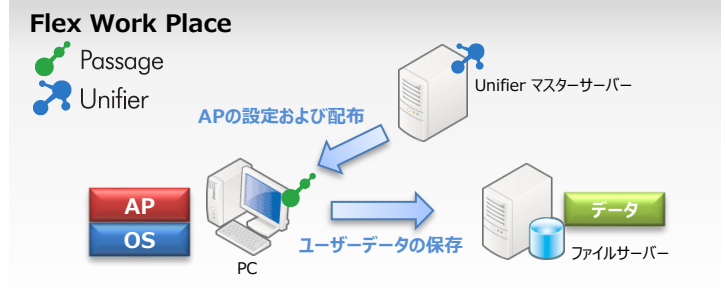 Flex Work Place
Passage
Unifier
Unifier マスターサーバー
APの設定および配布
AP
OS
PC
ユーザーデータの保存
データ
ファイルサーバー